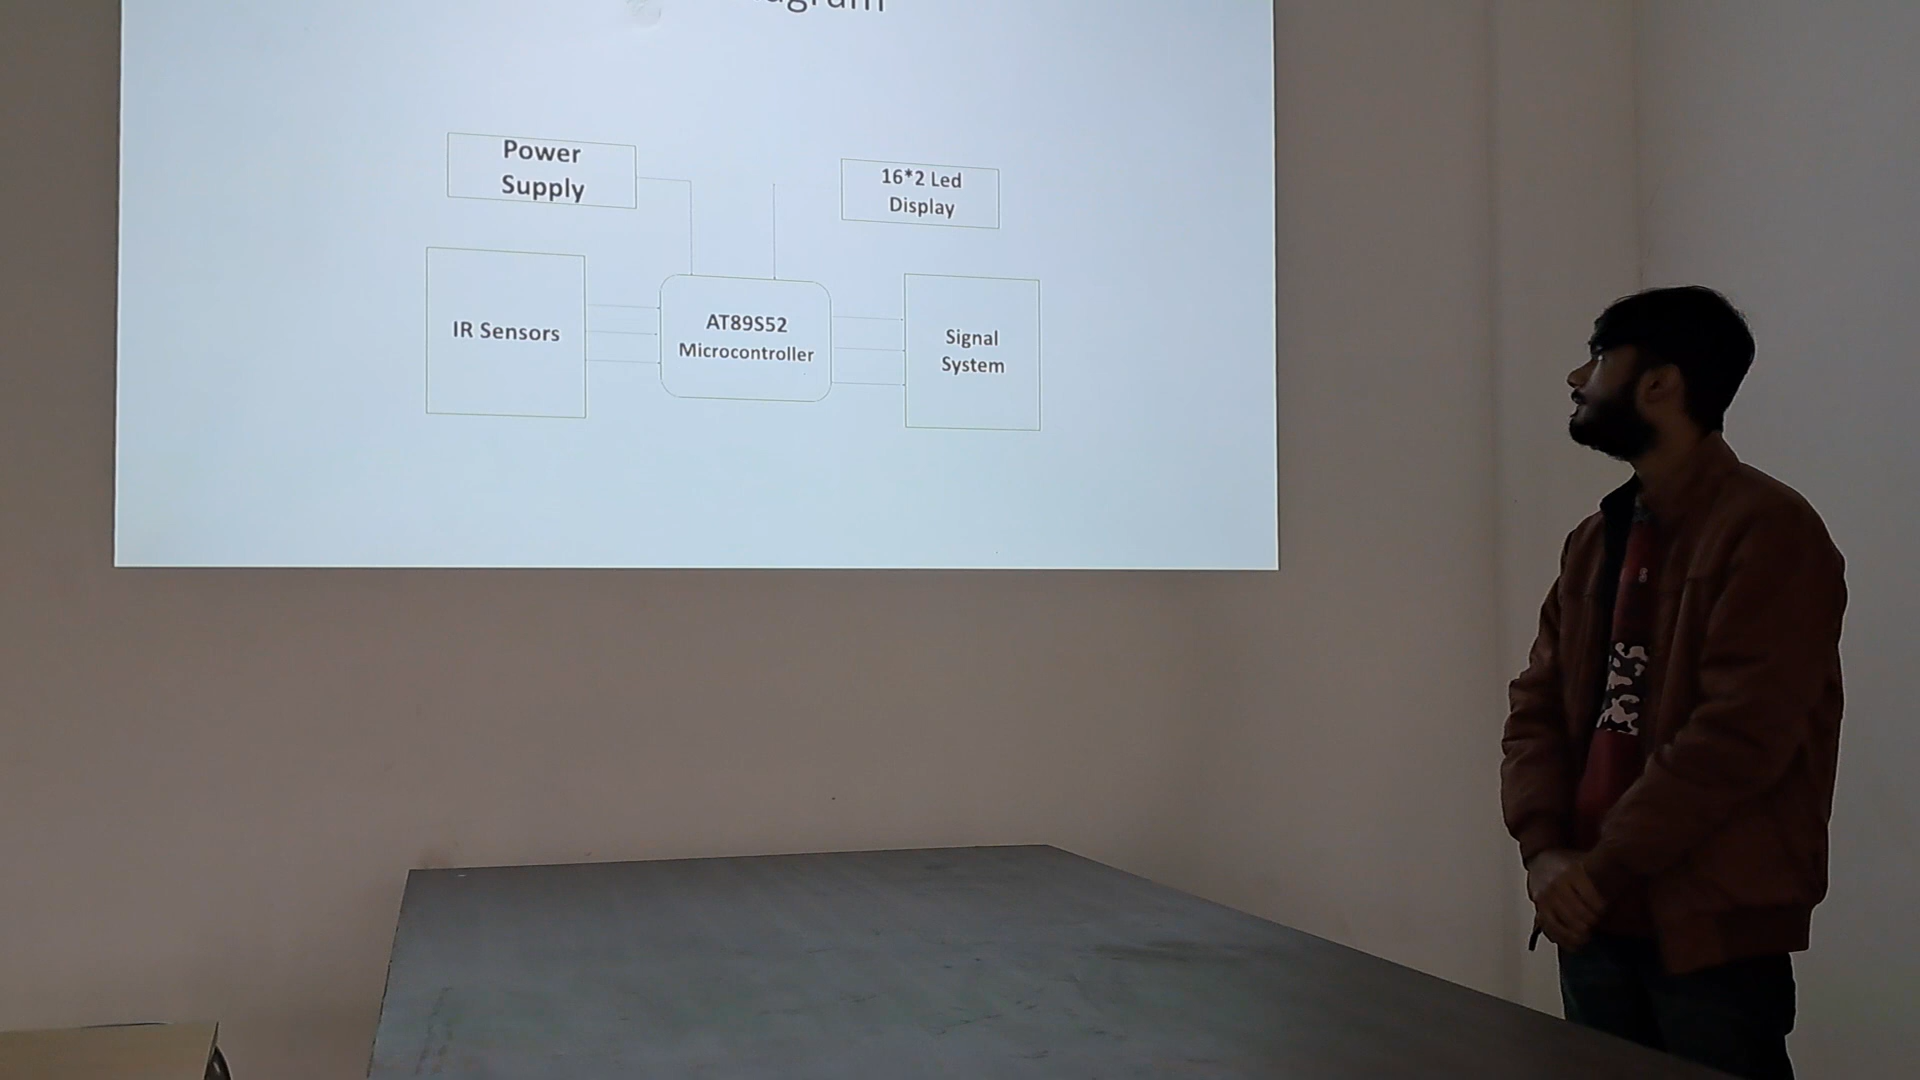 Power
Supply
16*2 Led
Display
IR Sensors
AT89S52
Microcontroller
Signal
System